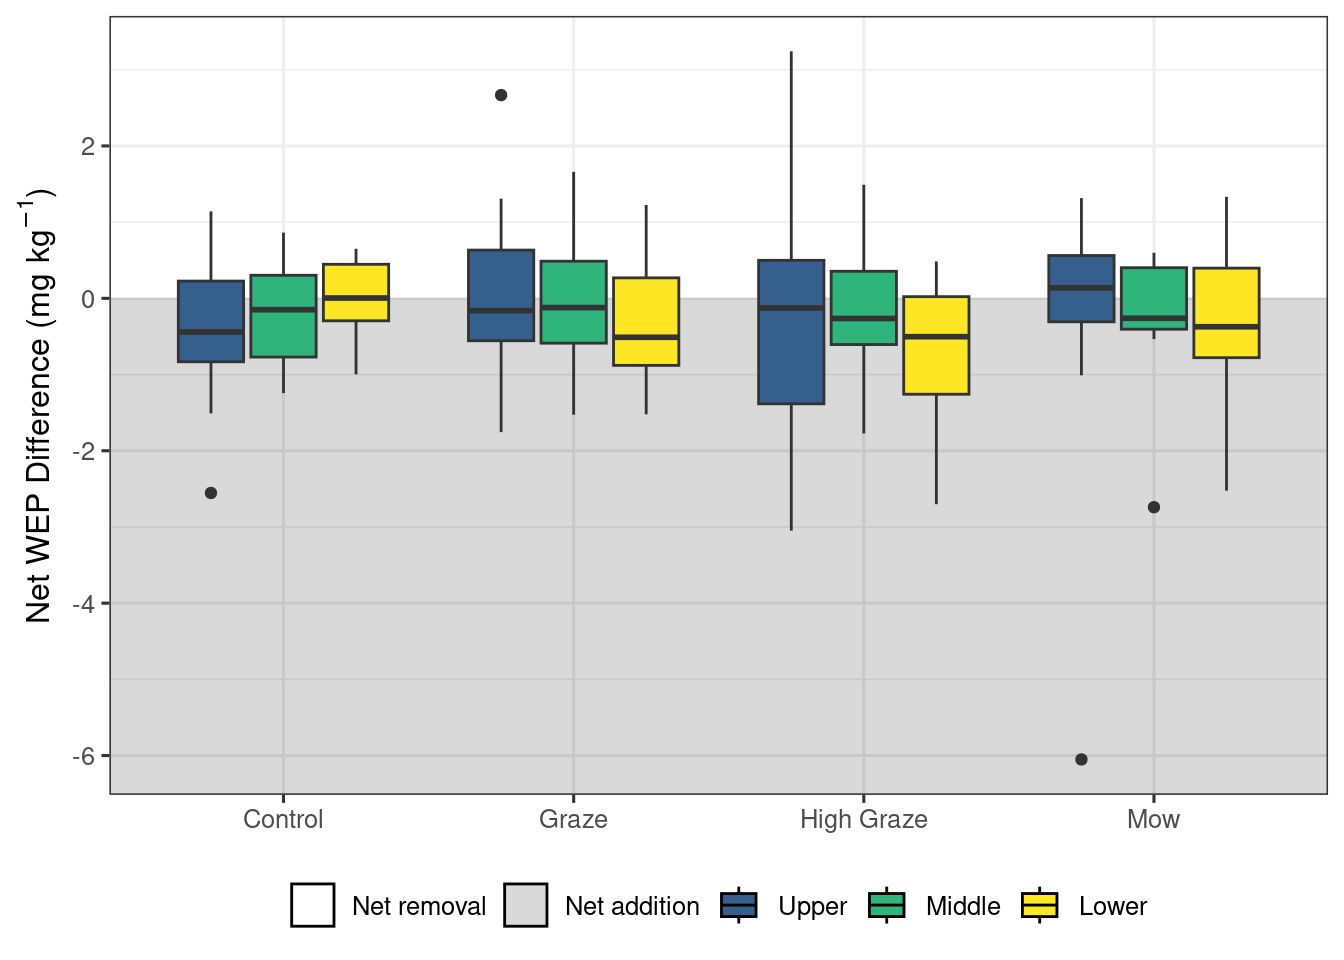 Net WEP Difference (mg kg⁻¹)
2
0
-2
-4
-6
Control Graze High Graze Mow
Net removal Net addition Upper Middle Lower